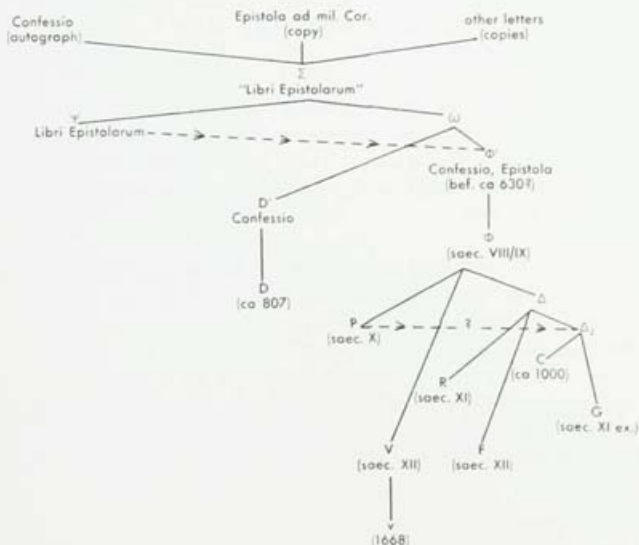 Confessio
(autograph)
Epistola ad mil. Cor.
(copy)
other letters
(copies)
Σ
"Libri Epistolarum"
Ψ
Libri Epistolarum
ω
Φ'
Confessio, Epistola
(bef. ca 630?)
D'
Confessio
Φ
(saec. VIII/IX)
D
(ca 807)
Δ
P
(saec. X)
?
Δ₂
C
(ca 1000)
R
(saec. XI)
G
(saec. XI ex.)
V
(saec. XII)
F
(saec. XII)
v
(1668)